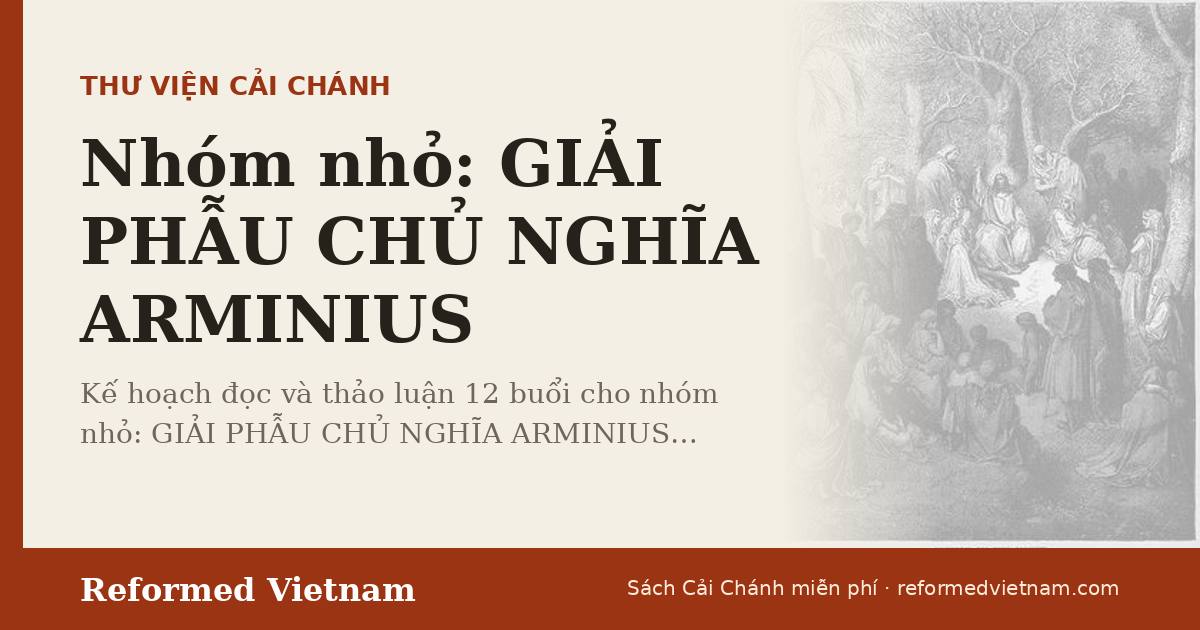 THƯ VIỆN CẢI CHÁNH
Nhóm nhỏ: GIẢI
PHẪU CHỦ NGHĨA
ARMINIUS
Kế hoạch đọc và thảo luận 12 buổi cho nhóm
nhỏ: GIẢI PHẪU CHỦ NGHĨA ARMINIUS...
Reformed Vietnam
Sách Cải Chánh miễn phí · reformedvietnam.com